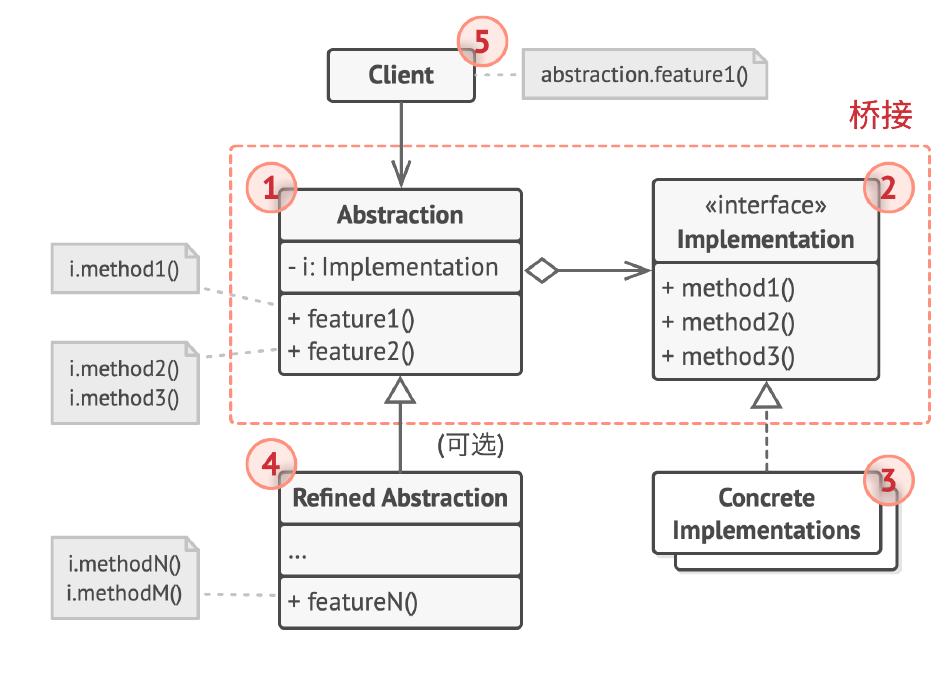 5
Client
abstraction.feature1()
桥接
1
Abstraction
- i: Implementation
+ feature1()
+ feature2()
2
«interface»
Implementation
+ method1()
+ method2()
+ method3()
i.method1()
i.method2()
i.method3()
(可选)
4
Refined Abstraction
...
+ featureN()
3
Concrete
Implementations
i.methodN()
i.methodM()